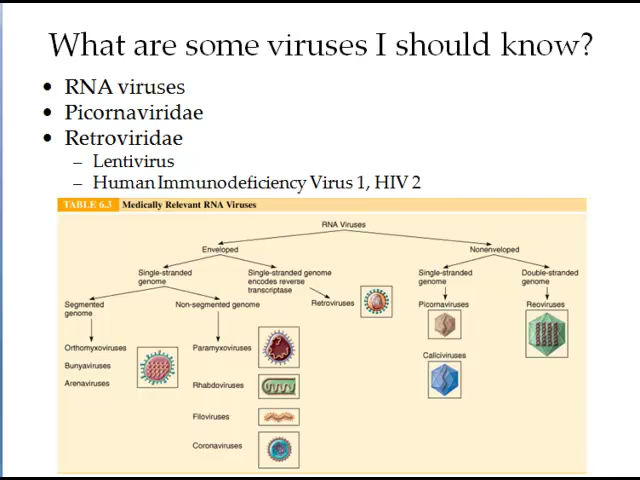 What are some viruses I should know?
• RNA viruses
• Picornaviridae
• Retroviridae
– Lentivirus
– Human Immunodeficiency Virus 1, HIV 2
TABLE 6.3 Medically Relevant RNA Viruses
RNA Viruses
Enveloped
Nonenveloped
Single-stranded
genome
Single-stranded genome
encodes reverse
transcriptase
Single-stranded
genome
Double-stranded
genome
Segmented
genome
Non-segmented genome
Retroviruses
Picornaviruses
Reoviruses
Orthomyxoviruses
Bunyaviruses
Arenaviruses
Paramyxoviruses
Rhabdoviruses
Filoviruses
Coronaviruses
Caliciviruses